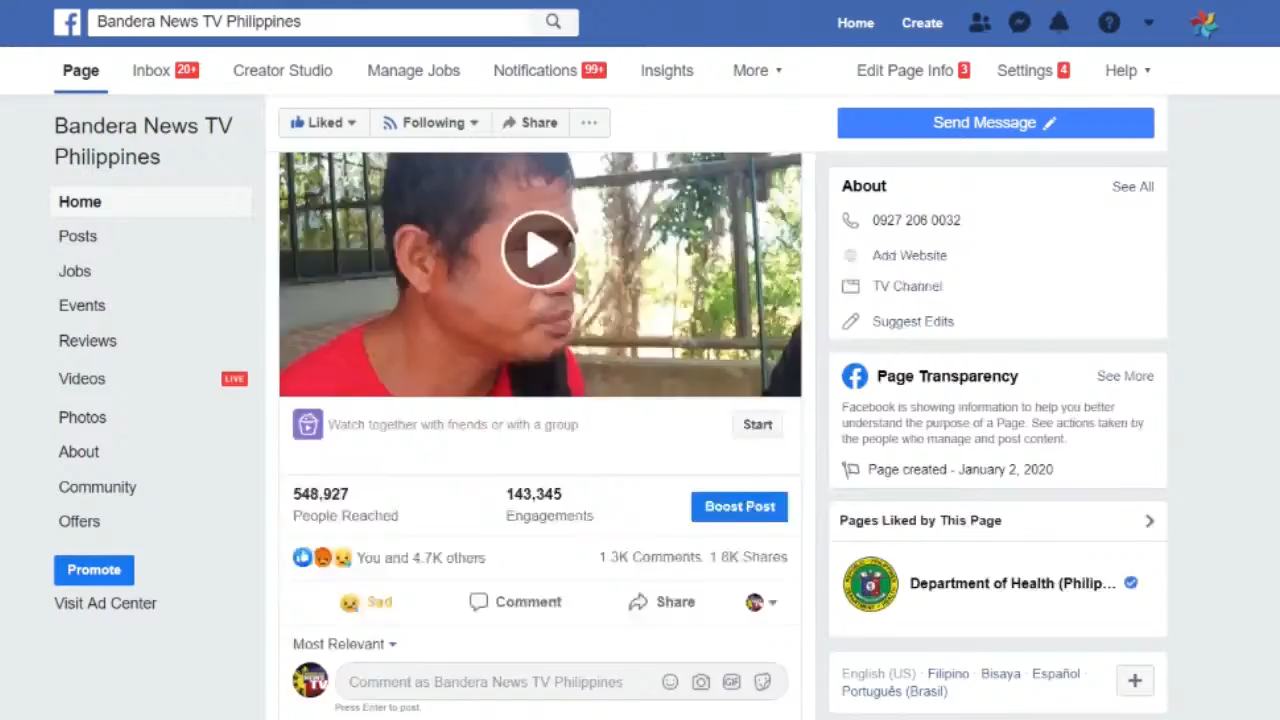 Bandera News TV Philippines
Home
Create
Page
Inbox 20+
Creator Studio
Manage Jobs
Notifications 99+
Insights
More
Edit Page Info 3
Settings 4
Help
Bandera News TV
Philippines
Home
Posts
Jobs
Events
Reviews
Videos LIVE
Photos
About
Community
Offers
Promote
Visit Ad Center
Liked
Following
Share
Send Message
Watch together with friends or with a group
Start
548,927
People Reached
143,345
Engagements
Boost Post
You and 4.7K others
1.3K Comments 1.8K Shares
Sad
Comment
Share
Most Relevant
Comment as Bandera News TV Philippines
GIF
Press Enter to post.
About
See All
0927 206 0032
Add Website
TV Channel
Suggest Edits
Page Transparency
See More
Facebook is showing information to help you better
understand the purpose of a Page. See actions taken by
the people who manage and post content.
Page created - January 2, 2020
Pages Liked by This Page
Department of Health (Philip...
English (US) · Filipino · Bisaya · Español ·
Português (Brasil)